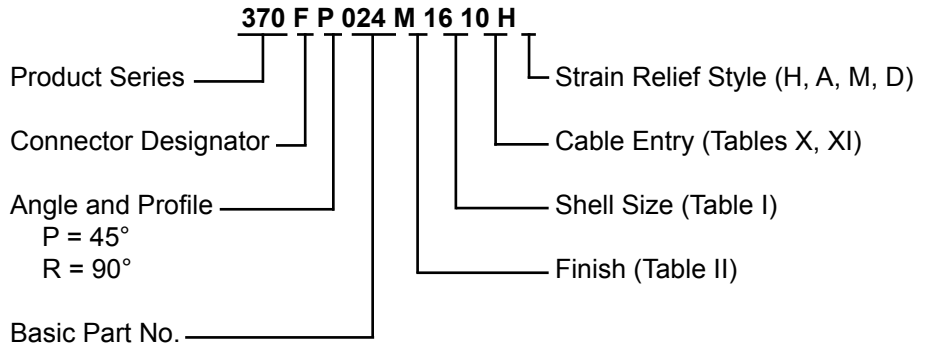 370 F P 024 M 16 10 H
Product Series
Connector Designator
Angle and Profile
P = 45°
R = 90°
Basic Part No.
Strain Relief Style (H, A, M, D)
Cable Entry (Tables X, XI)
Shell Size (Table I)
Finish (Table II)